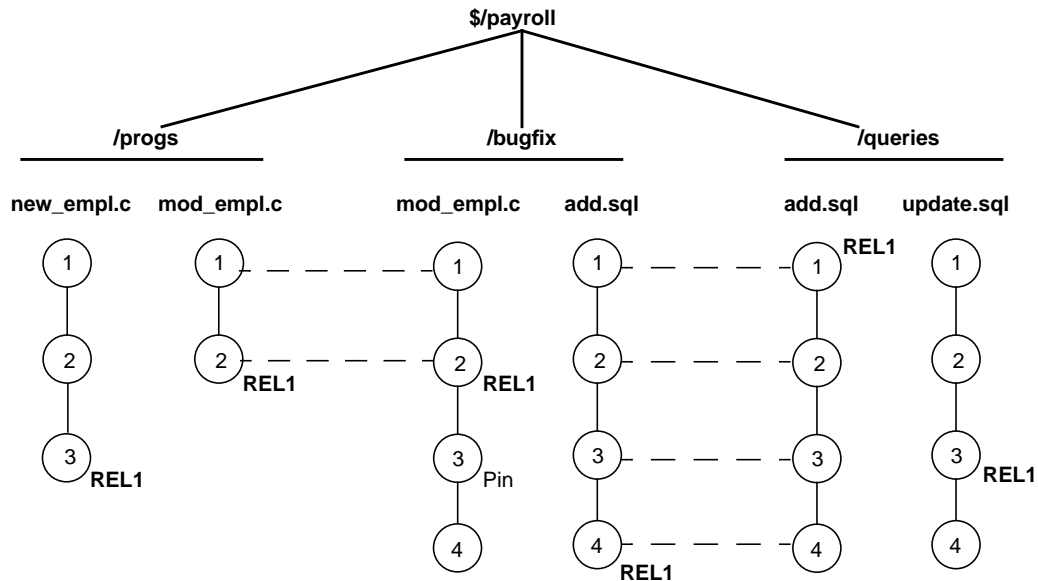 $/payroll
/progs /bugfix /queries
new_empl.c mod_empl.c mod_empl.c add.sql add.sql update.sql
REL1
1 1 1 1 1 1
2 2 2 2 2 2
REL1 REL1
3 3 3 3 3
REL1 Pin REL1
4 4 4 4
REL1